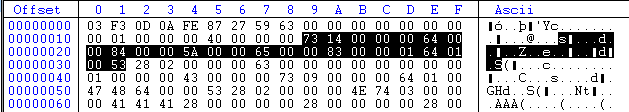 Offset 0 1 2 3 4 5 6 7 8 9 A B C D E F Ascii
00000000 03 F3 0D 0A FE 87 27 59 63 00 00 00 00 00 00 00 ▯ó..þ▯'Yc.......
00000010 00 01 00 00 00 40 00 00 00 73 14 00 00 00 64 00 .▯...@...s▯...d.
00000020 00 84 00 00 5A 00 00 65 00 00 83 00 00 01 64 01 .▯..Z..e..▯..▯d▯
00000030 00 53 28 02 00 00 00 63 00 00 00 00 00 00 00 00 .S(▯...c........
00000040 01 00 00 00 43 00 00 00 73 09 00 00 00 64 01 00 ▯...C...s....d▯.
00000050 47 48 64 00 00 53 28 02 00 00 00 4E 74 03 00 00 GHd..S(▯...Nt▯..
00000060 00 41 41 41 28 00 00 00 00 28 00 00 00 00 28 00 .AAA(....(....(.